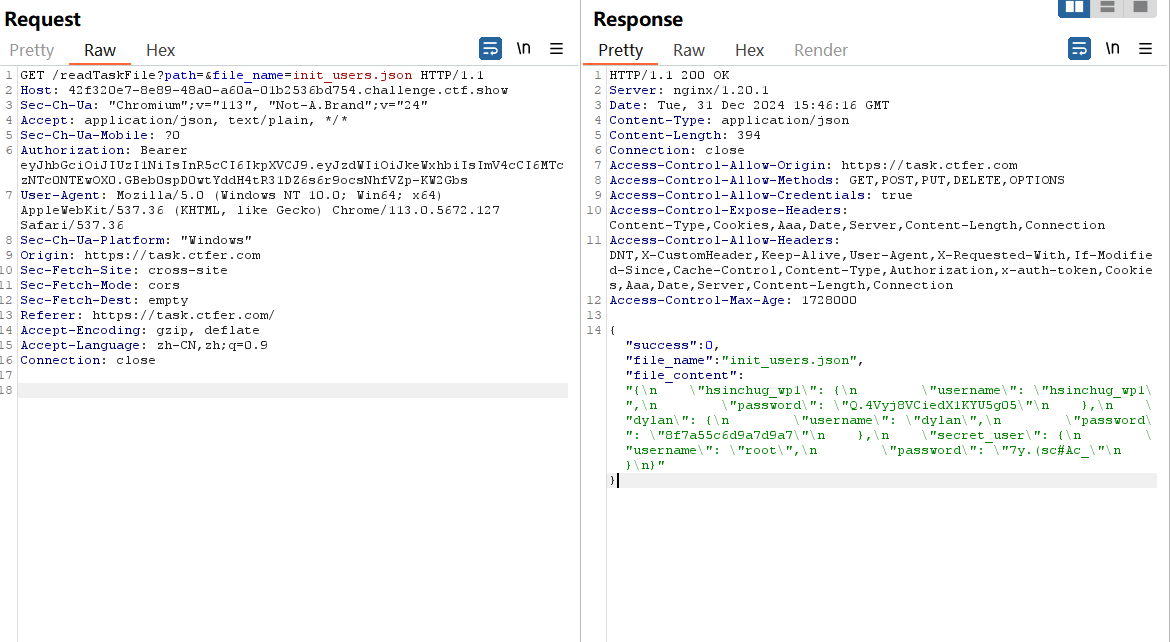 Request
Pretty Raw Hex
\n
1 GET /readTaskFile?path=&file_name=init_users.json HTTP/1.1
2 Host: 42f320e7-8e89-48a0-a60a-01b2536bd754.challenge.ctf.show
3 Sec-Ch-Ua: "Chromium";v="113", "Not-A.Brand";v="24"
4 Accept: application/json, text/plain, */*
5 Sec-Ch-Ua-Mobile: ?0
6 Authorization: Bearer
eyJhbGciOiJIUzI1NiIsInR5cCI6IkpXVCJ9.eyJzdWIiOiJkeWxhbiIsImV4cCI6MTc
zNTc0NTEwOX0.GBebOspD0wtYddH4tR31DZ6s6r9ocsNhfVZp-KW2Gbs
7 User-Agent: Mozilla/5.0 (Windows NT 10.0; Win64; x64)
AppleWebKit/537.36 (KHTML, like Gecko) Chrome/113.0.5672.127
Safari/537.36
8 Sec-Ch-Ua-Platform: "Windows"
9 Origin: https://task.ctfer.com
10 Sec-Fetch-Site: cross-site
11 Sec-Fetch-Mode: cors
12 Sec-Fetch-Dest: empty
13 Referer: https://task.ctfer.com/
14 Accept-Encoding: gzip, deflate
15 Accept-Language: zh-CN,zh;q=0.9
16 Connection: close
17
18
Response
Pretty Raw Hex Render
\n
1 HTTP/1.1 200 OK
2 Server: nginx/1.20.1
3 Date: Tue, 31 Dec 2024 15:46:16 GMT
4 Content-Type: application/json
5 Content-Length: 394
6 Connection: close
7 Access-Control-Allow-Origin: https://task.ctfer.com
8 Access-Control-Allow-Methods: GET,POST,PUT,DELETE,OPTIONS
9 Access-Control-Allow-Credentials: true
10 Access-Control-Expose-Headers:
Content-Type,Cookies,Aaa,Date,Server,Content-Length,Connection
11 Access-Control-Allow-Headers:
DNT,X-CustomHeader,Keep-Alive,User-Agent,X-Requested-With,If-Modifie
d-Since,Cache-Control,Content-Type,Authorization,x-auth-token,Cookie
s,Aaa,Date,Server,Content-Length,Connection
12 Access-Control-Max-Age: 1728000
13
14 {
"success":0,
"file_name":"init_users.json",
"file_content":
"{\n    \"hsinchug_wp1\": {\n        \"username\": \"hsinchug_wp1\
",\n        \"password\": \"Q.4Vyj8VCiedX1KYU5g05\"\n    },\n    \
"dylan\": {\n        \"username\": \"dylan\",\n        \"password\
": \"8f7a55c6d9a7d9a7\"\n    },\n    \"secret_user\": {\n        \
"username\": \"root\",\n        \"password\": \"7y.(sc#Ac_\"\n
}\n}"
}